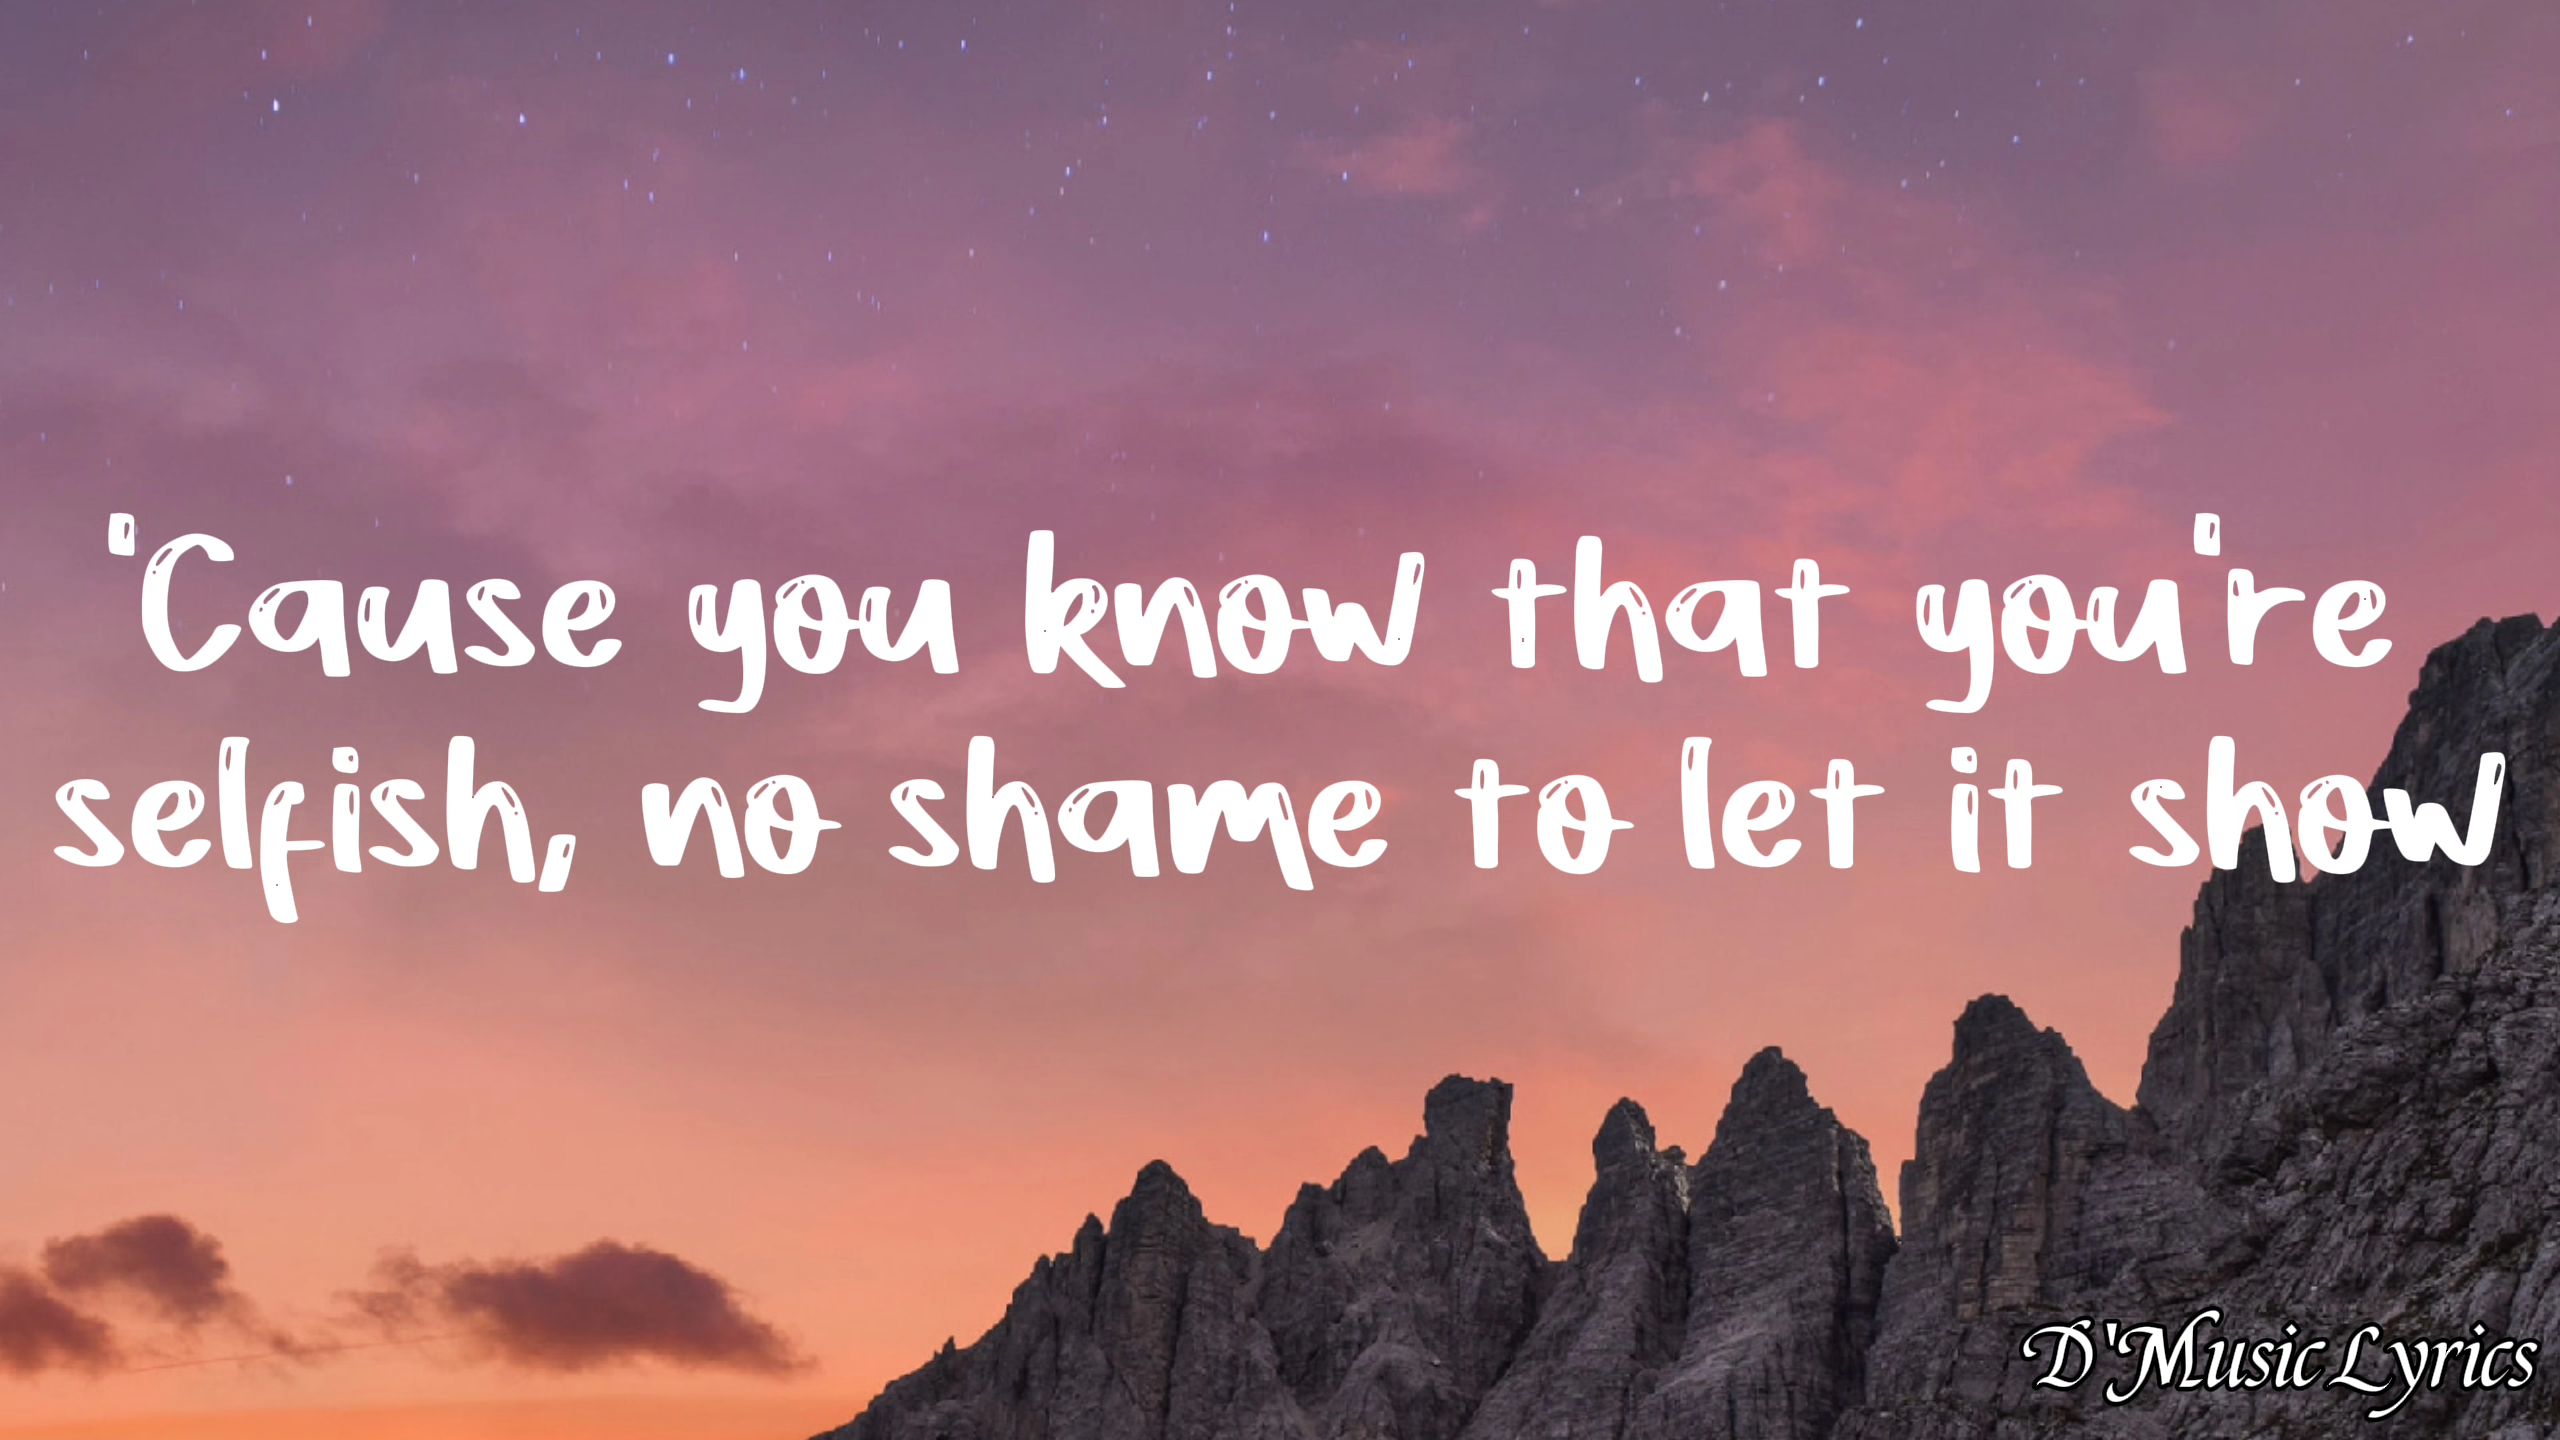 'Cause you know that you're
selfish, no shame to let it show
D'Music Lyrics